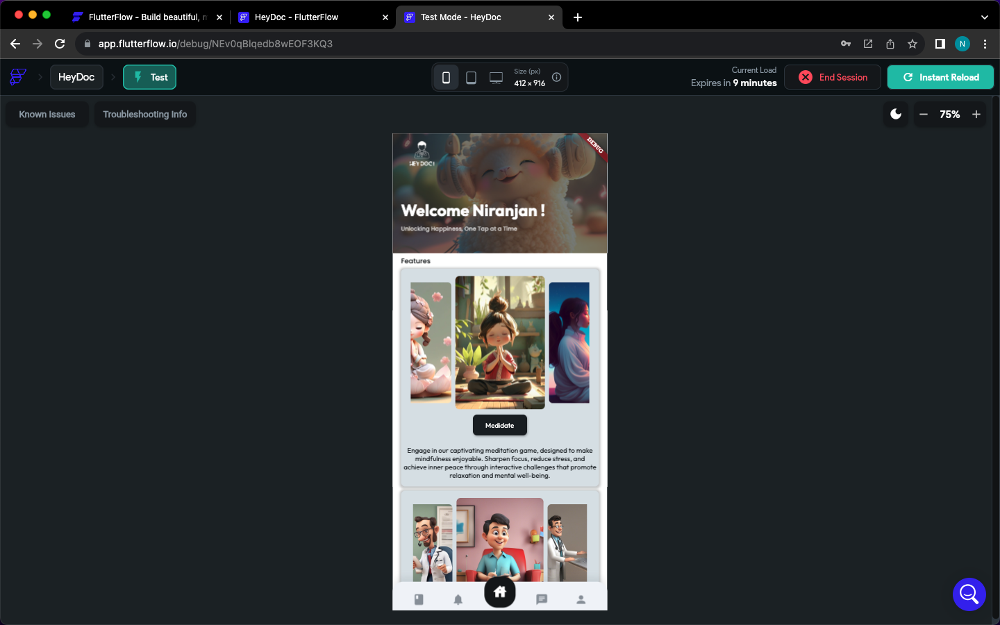 FlutterFlow - Build beautiful, r
HeyDoc - FlutterFlow
Test Mode - HeyDoc
app.flutterflow.io/debug/NEv0qBlqedb8wEOF3KQ3
N
HeyDoc
Test
Size (px)
412 × 916
Current Load
Expires in 9 minutes
End Session
Instant Reload
Known Issues
Troubleshooting Info
75%
DEBUG
HEY DOC!
Welcome Niranjan !
Unlocking Happiness, One Tap at a Time
Features
Medidate
Engage in our captivating meditation game, designed to make
mindfulness enjoyable. Sharpen focus, reduce stress, and
achieve inner peace through interactive challenges that promote
relaxation and mental well-being.